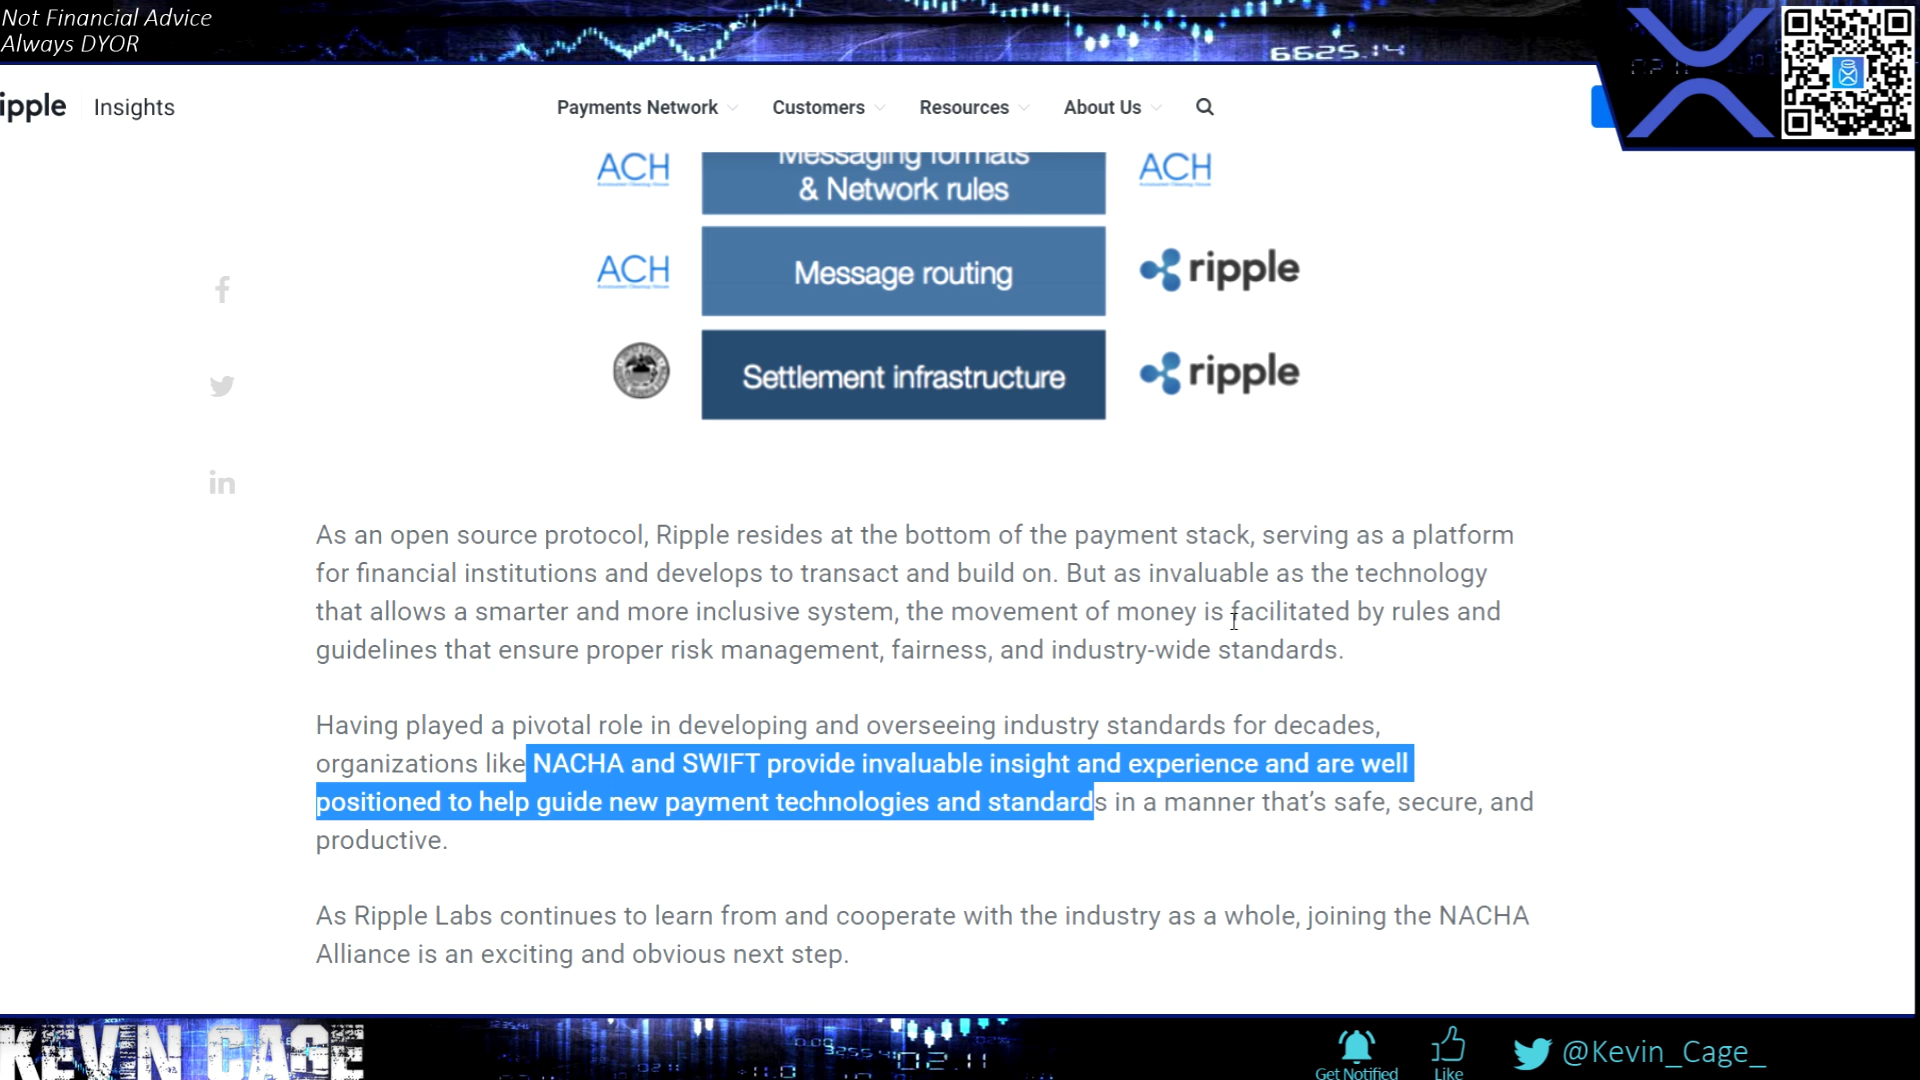 Not Financial Advice
Always DYOR
6625.14
ipple Insights
Payments Network Customers Resources About Us
ACH Messaging formats ACH
& Network rules
ACH Message routing ripple
Settlement infrastructure ripple
As an open source protocol, Ripple resides at the bottom of the payment stack, serving as a platform
for financial institutions and develops to transact and build on. But as invaluable as the technology
that allows a smarter and more inclusive system, the movement of money is facilitated by rules and
guidelines that ensure proper risk management, fairness, and industry-wide standards.
Having played a pivotal role in developing and overseeing industry standards for decades,
organizations like NACHA and SWIFT provide invaluable insight and experience and are well
positioned to help guide new payment technologies and standards in a manner that’s safe, secure, and
productive.
As Ripple Labs continues to learn from and cooperate with the industry as a whole, joining the NACHA
Alliance is an exciting and obvious next step.
KEVIN CAGE
02.11
Get Notified Like @Kevin_Cage_